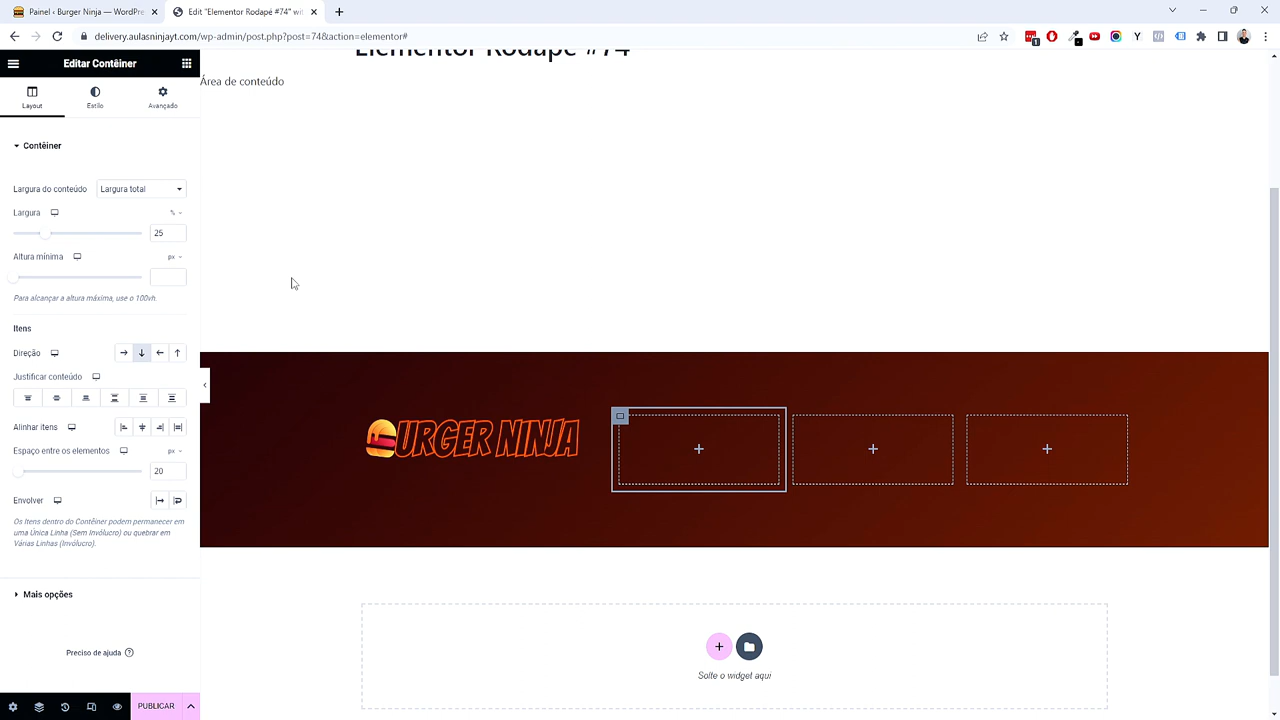 Painel ‹ Burger Ninja — WordPress
Edit "Elementor Rodapé #74" wit
delivery.aulasninjayt.com/wp-admin/post.php?post=74&action=elementor#
Editar Contêiner
Layout
Estilo
Avançado
Contêiner
Largura do conteúdo
Largura total
Largura
%
25
Altura mínima
px
Para alcançar a altura máxima, use o 100vh.
Itens
Direção
Justificar conteúdo
Alinhar itens
Espaço entre os elementos
px
20
Envolver
Os Itens dentro do Contêiner podem permanecer em
uma Única Linha (Sem Invólucro) ou quebrar em
Várias Linhas (Invólucro).
Mais opções
Preciso de ajuda
PUBLICAR
Elementor Rodapé #74
Área de conteúdo
BURGER NINJA
Solte o widget aqui